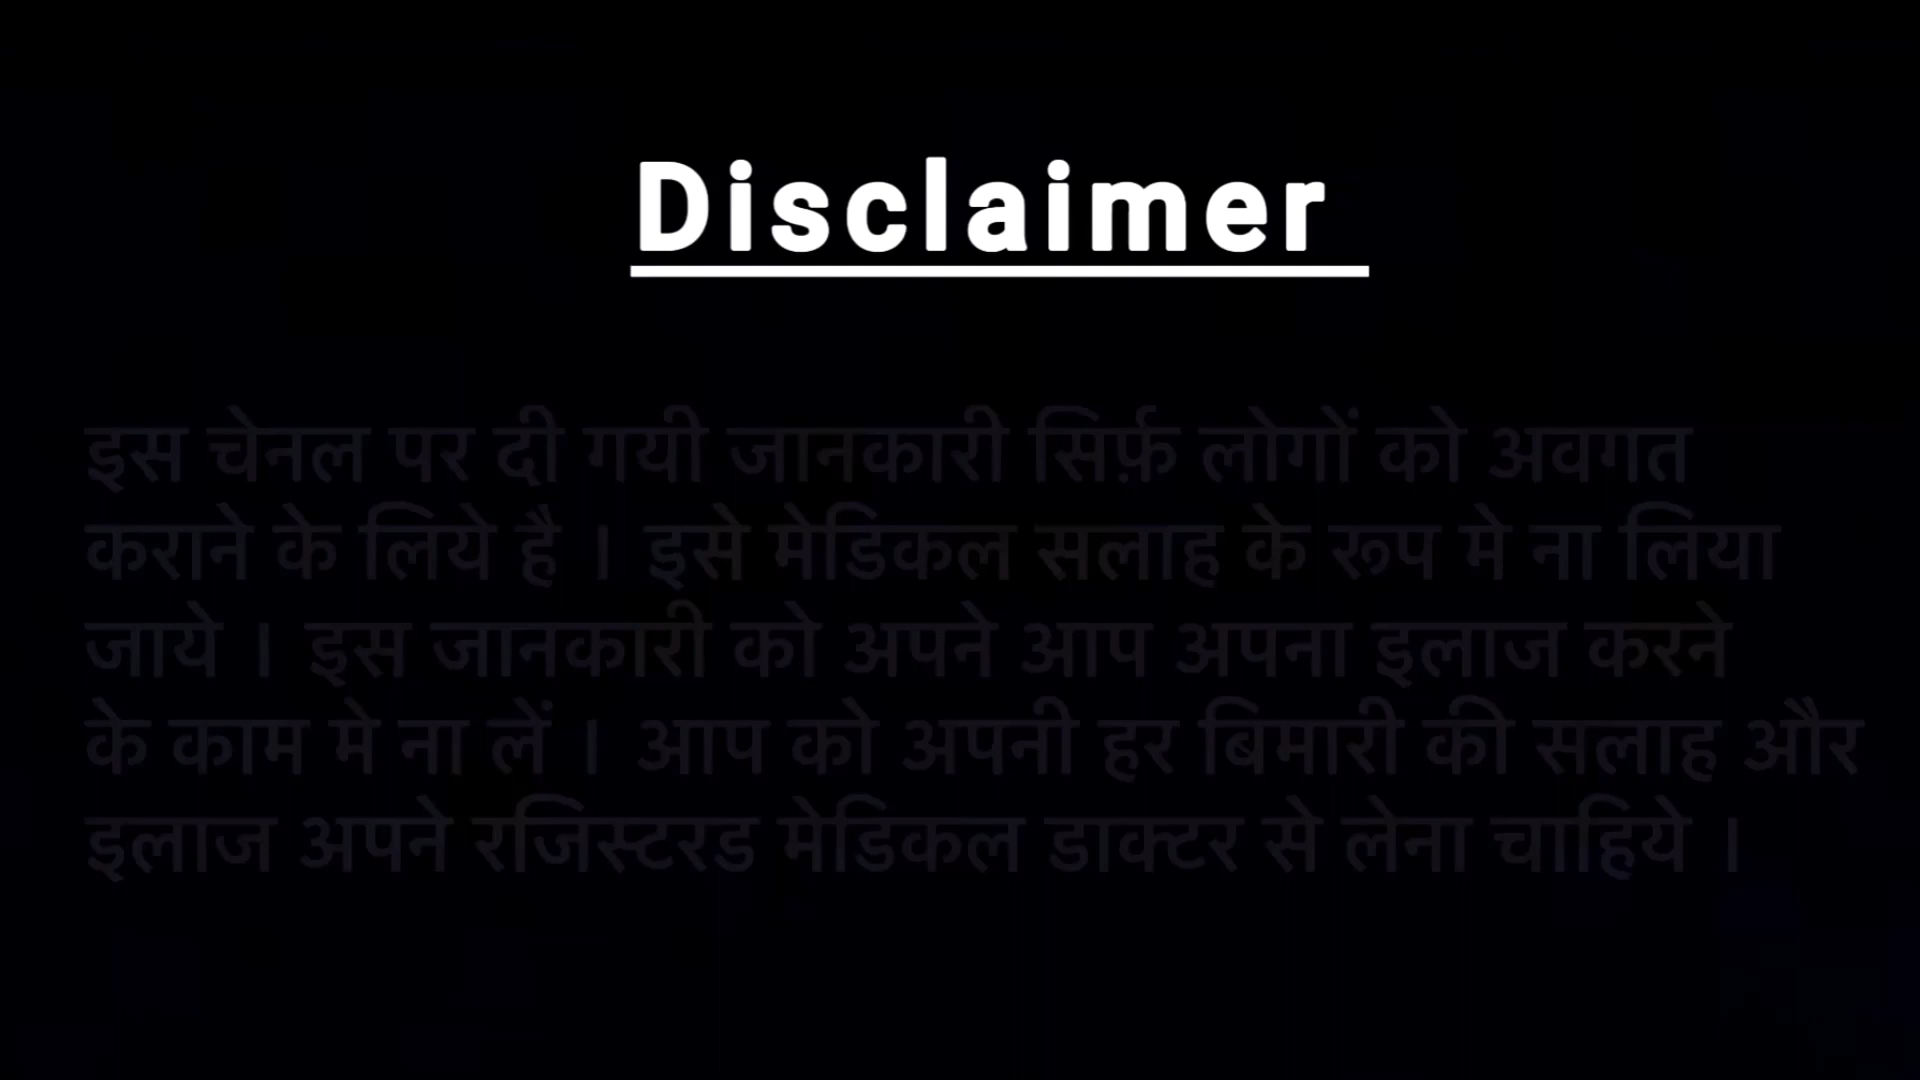 Disclaimer
इस चेनल पर दी गयी जानकारी सिर्फ़ लोगों को अवगत
कराने के लिये है । इसे मेडिकल सलाह के रूप मे ना लिया
जाये । इस जानकारी को अपने आप अपना इलाज करने
के काम मे ना लें । आप को अपनी हर बिमारी की सलाह और
इलाज अपने रजिस्टरड मेडिकल डाक्टर से लेना चाहिये ।